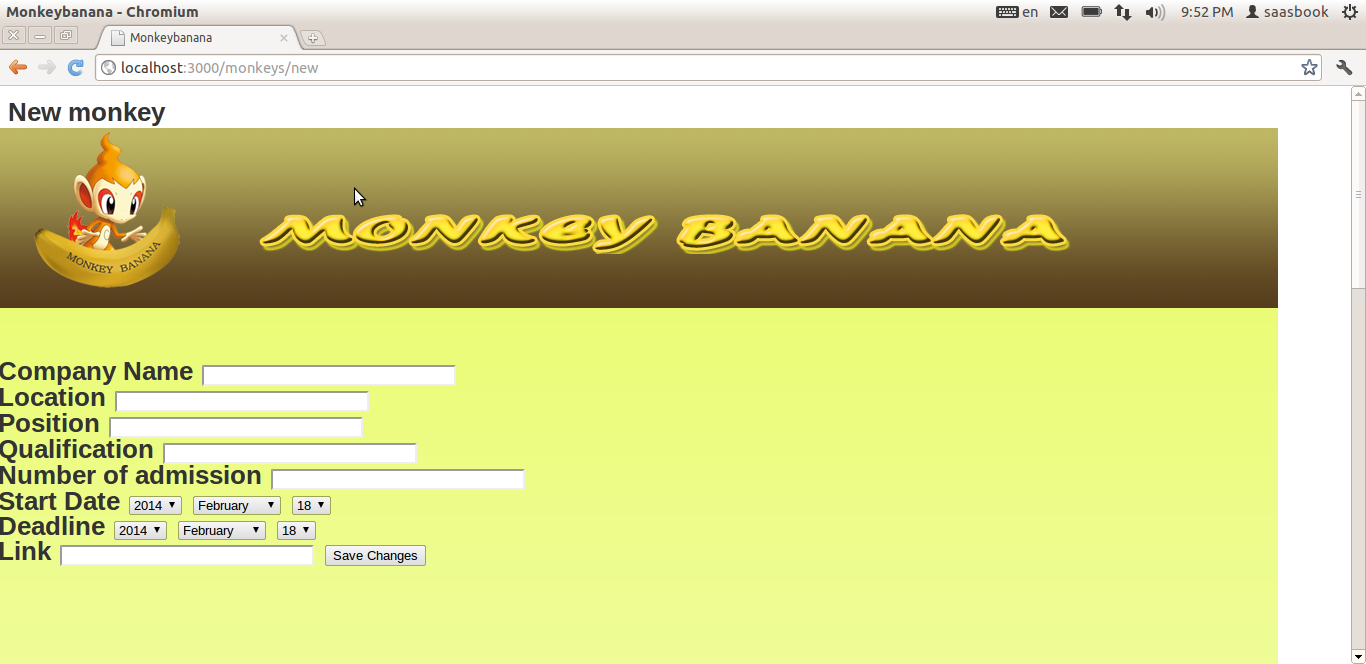 Monkeybanana - Chromium en 9:52 PM saasbook
Monkeybanana
localhost:3000/monkeys/new
New monkey
MONKEY BANANA
MONKEY BANANA
Company Name
Location
Position
Qualification
Number of admission
Start Date 2014 February 18
Deadline 2014 February 18
Link Save Changes